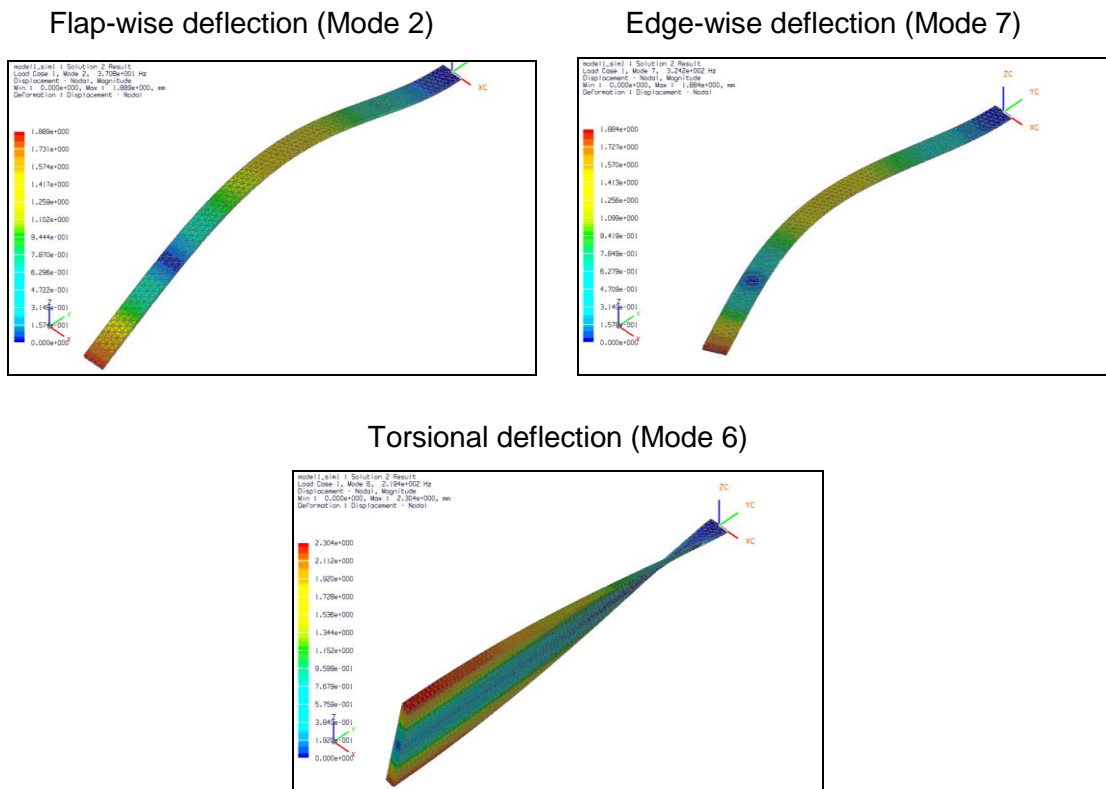 Flap-wise deflection (Mode 2)
Edge-wise deflection (Mode 7)
model1_sim1 : Solution 2 Result
Load Case 1, Mode 2, 3.708e+001 Hz
Displacement - Nodal, Magnitude
Min : 0.000e+000, Max : 1.889e+000, mm
Deformation : Displacement - Nodal
XC
1.889e+000
1.731e+000
1.574e+000
1.417e+000
1.259e+000
1.102e+000
9.444e-001
7.870e-001
6.296e-001
4.722e-001
0.000e+000
Z
Y
X
model1_sim1 : Solution 2 Result
Load Case 1, Mode 7, 3.242e+002 Hz
Displacement - Nodal, Magnitude
Min : 0.000e+000, Max : 1.884e+000, mm
Deformation : Displacement - Nodal
ZC
YC
XC
1.884e+000
1.727e+000
1.570e+000
1.413e+000
1.256e+000
1.099e+000
9.419e-001
7.849e-001
6.279e-001
4.709e-001
0.000e+000
Z
Y
X
Torsional deflection (Mode 6)
model1_sim1 : Solution 2 Result
Load Case 1, Mode 6, 2.194e+002 Hz
Displacement - Nodal, Magnitude
Min : 0.000e+000, Max : 2.304e+000, mm
Deformation : Displacement - Nodal
ZC
YC
XC
2.304e+000
2.112e+000
1.920e+000
1.728e+000
1.536e+000
1.344e+000
1.152e+000
9.599e-001
7.679e-001
5.759e-001
0.000e+000
Z
Y
X